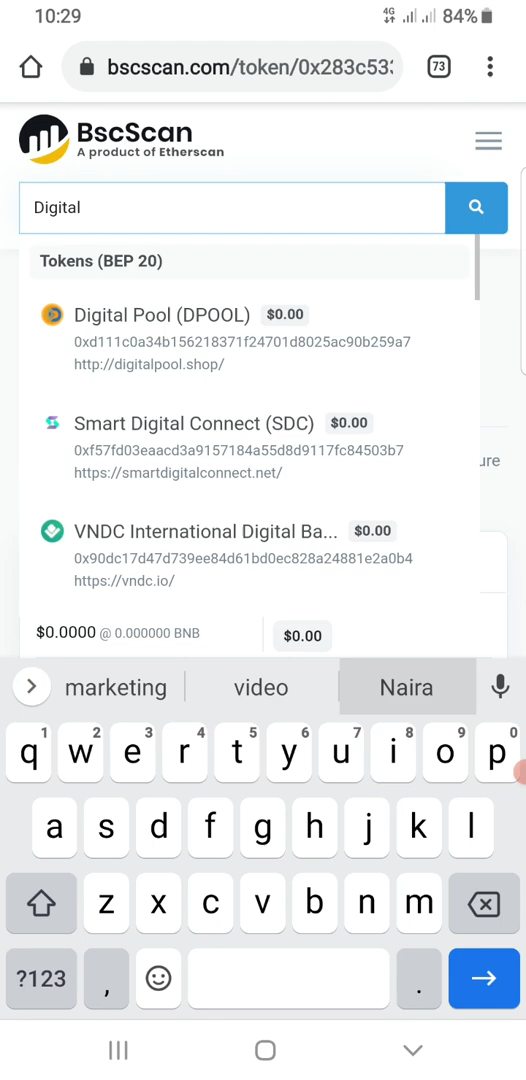 10:29 4G 84%
bscscan.com/token/0x283c53 73
BscScan
A product of Etherscan
Digital
Tokens (BEP 20)
Digital Pool (DPOOL) $0.00
0xd111c0a34b156218371f24701d8025ac90b259a7
http://digitalpool.shop/
Smart Digital Connect (SDC) $0.00
0xf57fd03eaacd3a9157184a55d8d9117fc84503b7
https://smartdigitalconnect.net/
ure
VNDC International Digital Ba... $0.00
0x90dc17d47d739ee84d61bd0ec828a24881e2a0b4
https://vndc.io/
$0.0000 @ 0.000000 BNB $0.00
marketing video Naira
1 2 3 4 5 6 7 8 9 0
q w e r t y u i o p
a s d f g h j k l
z x c v b n m
?123 , .